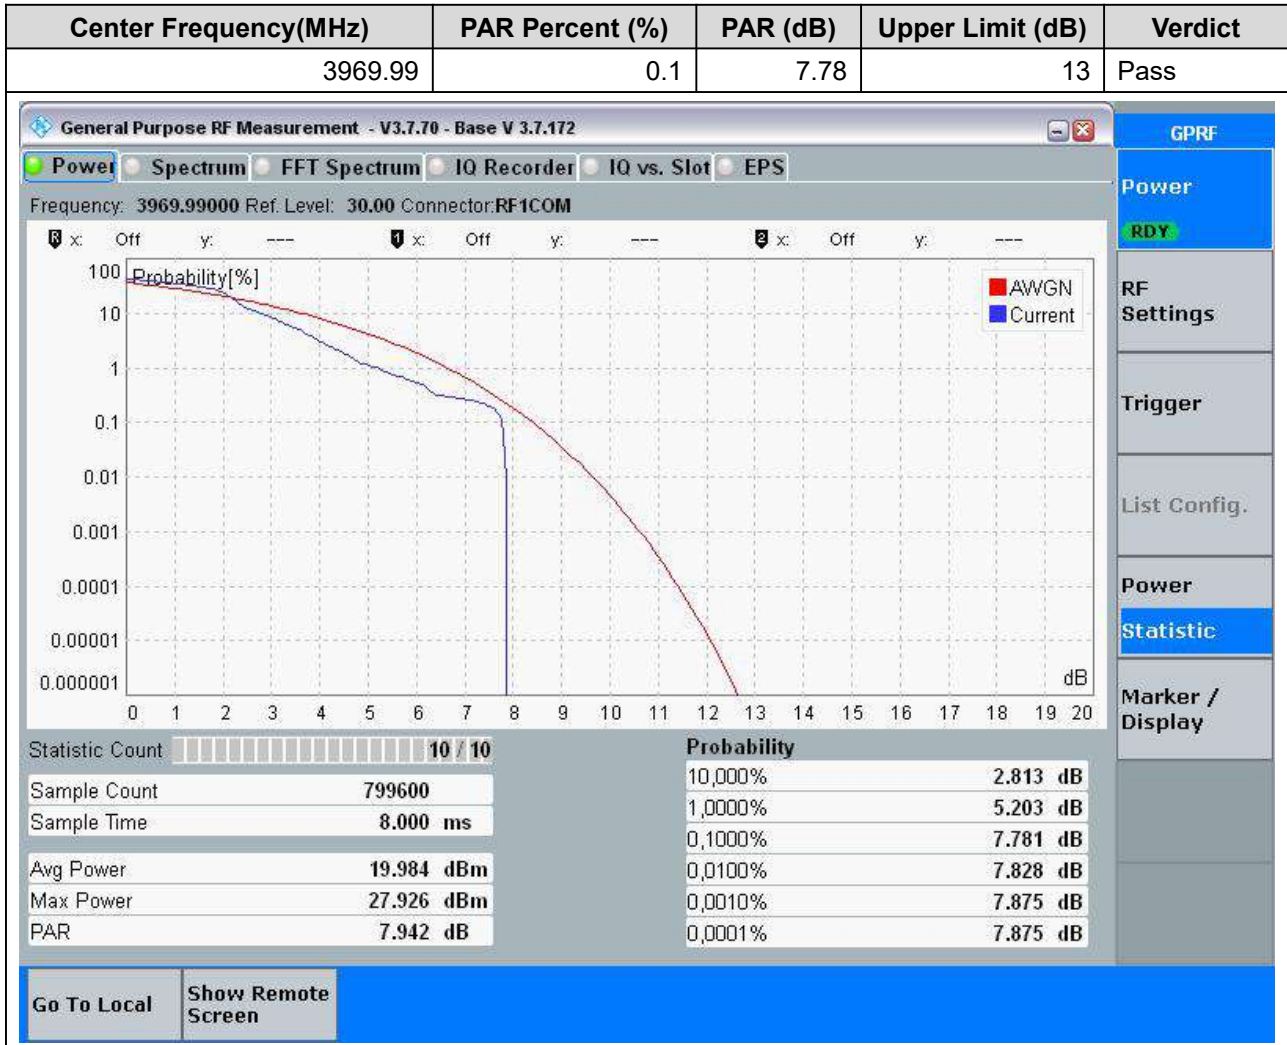 Center Frequency(MHz) PAR Percent (%) PAR (dB) Upper Limit (dB) Verdict
3969.99 0.1 7.78 13 Pass
General Purpose RF Measurement - V3.7.70 - Base V 3.7.172
GPRF
Power Spectrum FFT Spectrum IQ Recorder IQ vs. Slot EPS
Frequency: 3969.99000 Ref. Level: 30.00 Connector:RF1COM
R x: Off y: --- 1 x: Off y: --- 2 x: Off y: ---
Probability[%]
AWGN
Current
100
10
1
0.1
0.01
0.001
0.0001
0.00001
0.000001
dB
0 1 2 3 4 5 6 7 8 9 10 11 12 13 14 15 16 17 18 19 20
Statistic Count 10 / 10
Sample Count 799600
Sample Time 8.000 ms
Avg Power 19.984 dBm
Max Power 27.926 dBm
PAR 7.942 dB
Probability
10,000% 2.813 dB
1,0000% 5.203 dB
0,1000% 7.781 dB
0,0100% 7.828 dB
0,0010% 7.875 dB
0,0001% 7.875 dB
Power
RDY
RF
Settings
Trigger
List Config.
Power
Statistic
Marker /
Display
Go To Local
Show Remote
Screen